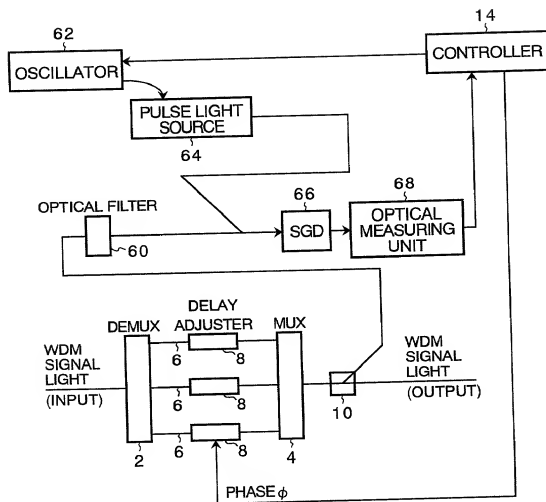 62
OSCILLATOR
14
CONTROLLER
PULSE LIGHT
SOURCE
64
66
SGD
68
OPTICAL
MEASURING
UNIT
OPTICAL FILTER
60
DELAY
ADJUSTER
DEMUX
MUX
WDM
SIGNAL
LIGHT
(INPUT)
6
8
6
8
6
8
2
4
10
WDM
SIGNAL
LIGHT
(OUTPUT)
PHASE ϕ